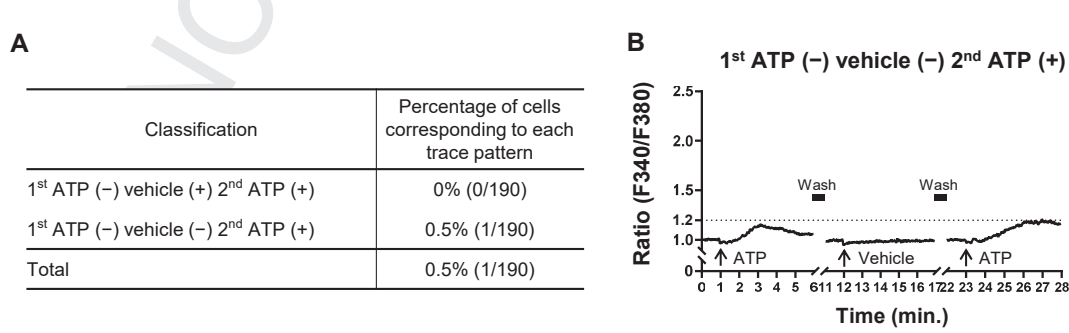 NO
A
Classification
Percentage of cells
corresponding to each
trace pattern
1st ATP (−) vehicle (+) 2nd ATP (+)
0% (0/190)
1st ATP (−) vehicle (−) 2nd ATP (+)
0.5% (1/190)
Total
0.5% (1/190)
B
1st ATP (−) vehicle (−) 2nd ATP (+)
Ratio (F340/F380)
2.5
2.0
1.5
1.2
1.0
0
Wash
Wash
ATP
Vehicle
ATP
0 1 2 3 4 5 6 11 12 13 14 15 16 17 22 23 24 25 26 27 28
Time (min.)